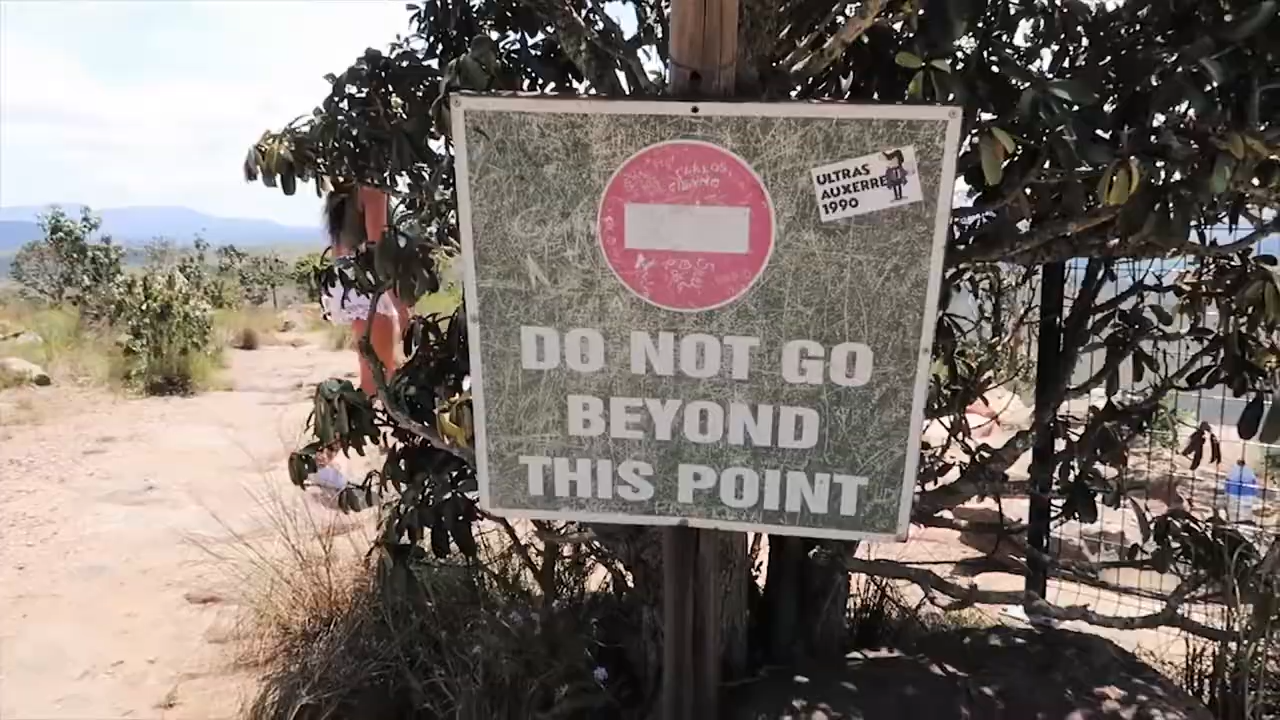 ULTRAS
AUXERRE
1990
DO NOT GO
BEYOND
THIS POINT